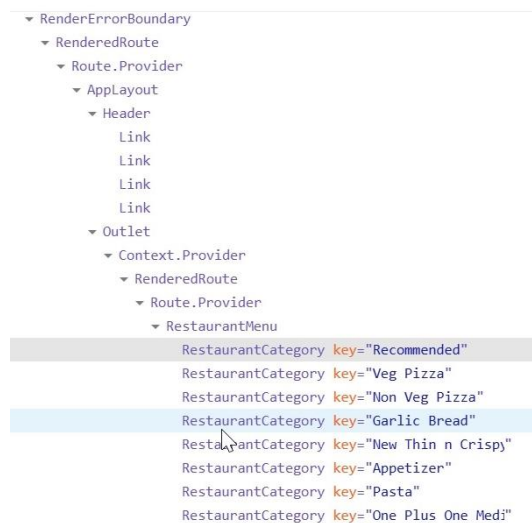 RenderErrorBoundary
RenderedRoute
Route.Provider
AppLayout
Header
Link
Link
Link
Link
Outlet
Context.Provider
RenderedRoute
Route.Provider
RestaurantMenu
RestaurantCategory key="Recommended"
RestaurantCategory key="Veg Pizza"
RestaurantCategory key="Non Veg Pizza"
RestaurantCategory key="Garlic Bread"
RestaurantCategory key="New Thin n Crispy"
RestaurantCategory key="Appetizer"
RestaurantCategory key="Pasta"
RestaurantCategory key="One Plus One Medi"